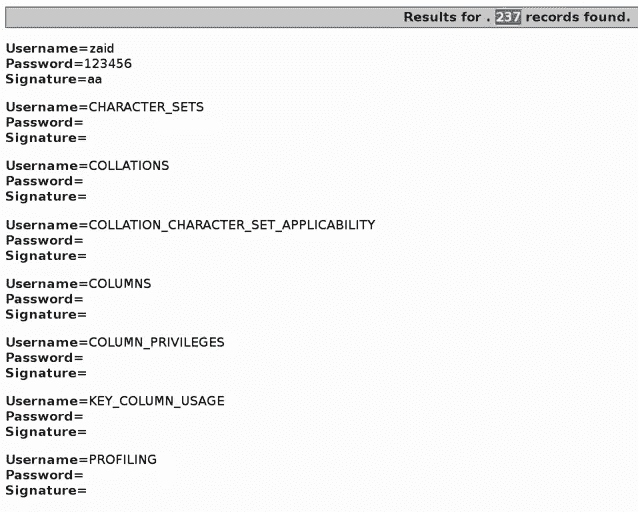 Results for . 237 records found.
Username=zaid
Password=123456
Signature=aa
Username=CHARACTER_SETS
Password=
Signature=
Username=COLLATIONS
Password=
Signature=
Username=COLLATION_CHARACTER_SET_APPLICABILITY
Password=
Signature=
Username=COLUMNS
Password=
Signature=
Username=COLUMN_PRIVILEGES
Password=
Signature=
Username=KEY_COLUMN_USAGE
Password=
Signature=
Username=PROFILING
Password=
Signature=